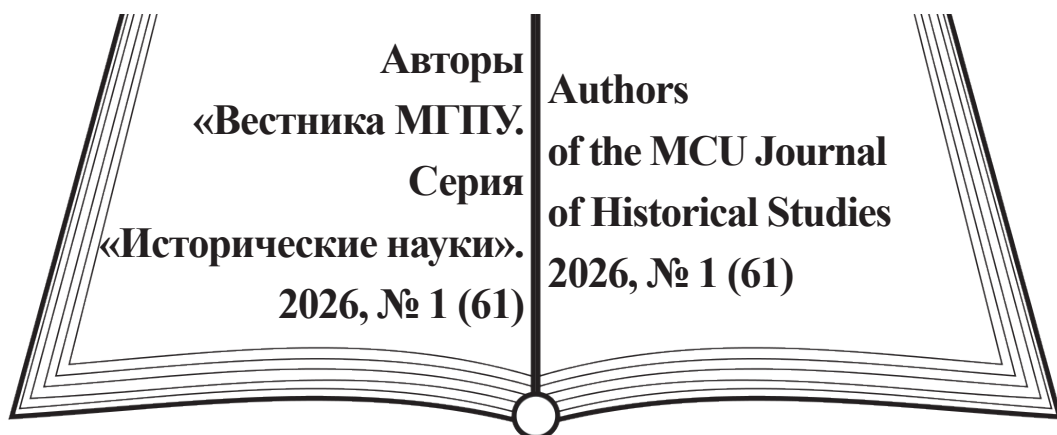 Авторы
«Вестника МГПУ.
Серия
«Исторические науки».
2026, № 1 (61)
Authors
of the MCU Journal
of Historical Studies
2026, № 1 (61)